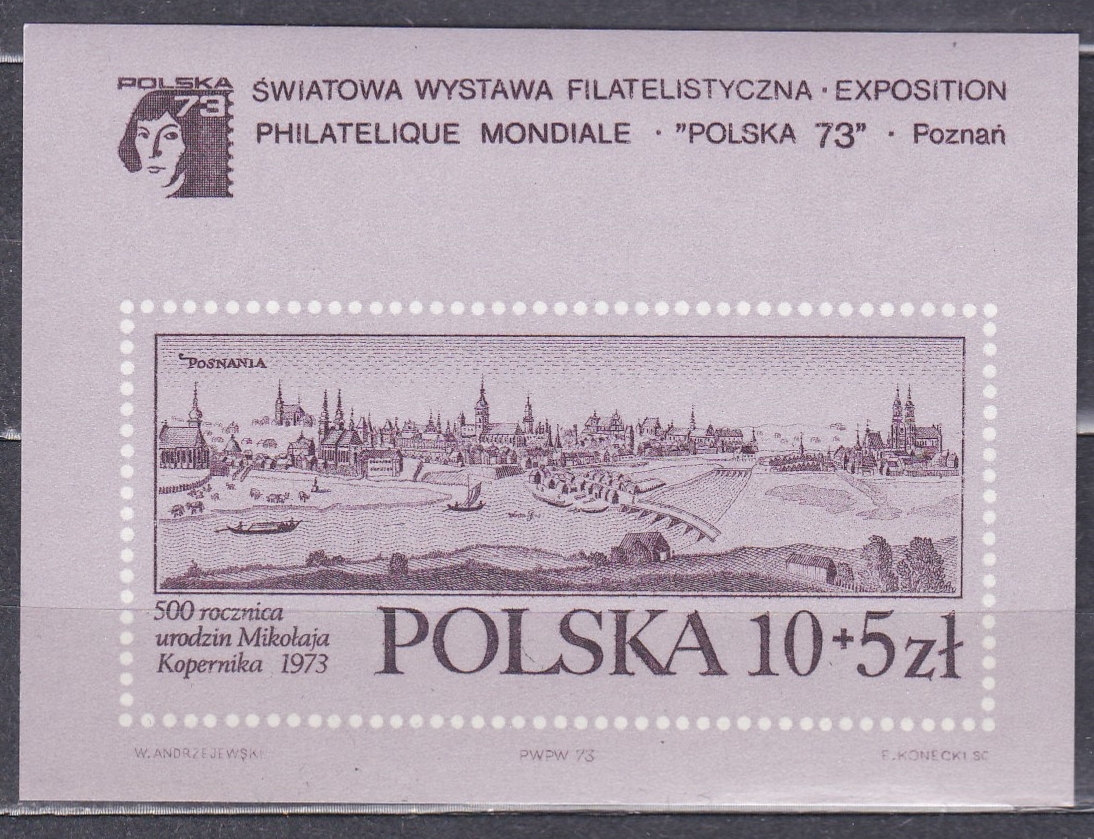 POLSKA
73
ŚWIATOWA WYSTAWA FILATELISTYCZNA · EXPOSITION
PHILATELIQUE MONDIALE · "POLSKA 73" · Poznań
POSNANIA
500 rocznica
urodzin Mikołaja
Kopernika 1973
POLSKA 10+5zł
W. ANDRZEJEWSKI
PWPW 73
E. KONECKI SC